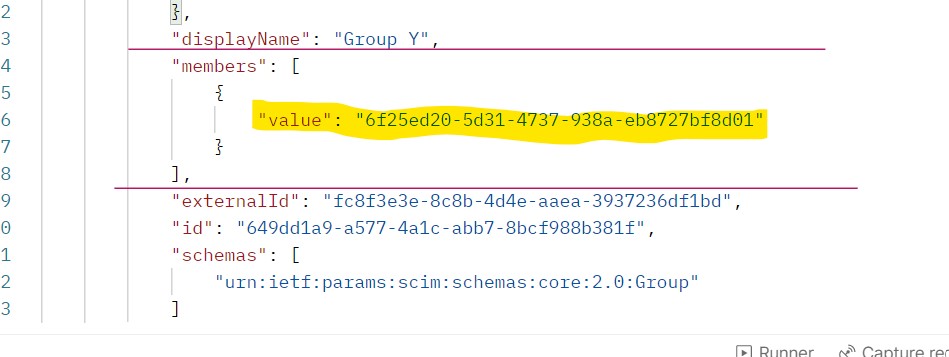 2 },
3 "displayName": "Group Y",
4 "members": [
5 {
6 "value": "6f25ed20-5d31-4737-938a-eb8727bf8d01"
7 }
8 ],
9 "externalId": "fc8f3e3e-8c8b-4d4e-aaea-3937236df1bd",
0 "id": "649dd1a9-a577-4a1c-abb7-8bcf988b381f",
1 "schemas": [
2 "urn:ietf:params:scim:schemas:core:2.0:Group"
3 ]
Runner Capture